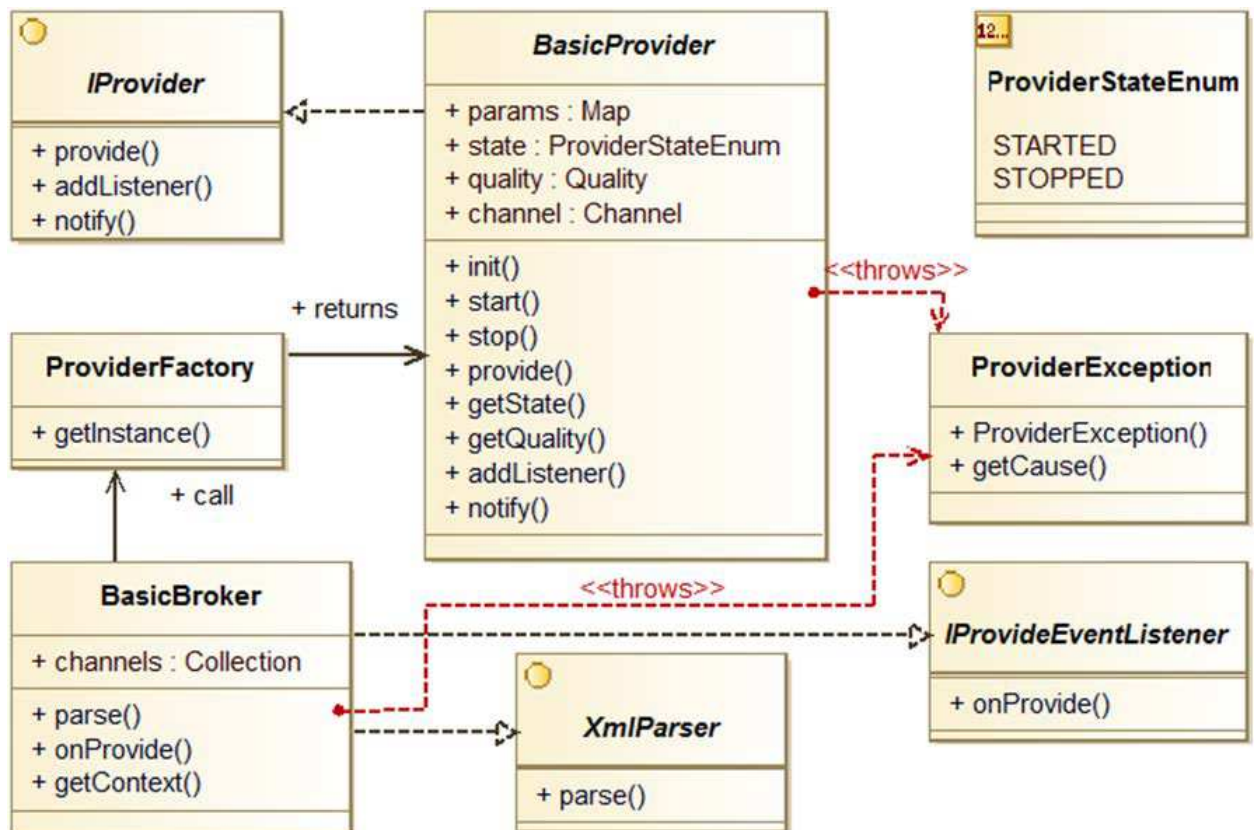 IProvider
+ provide()
+ addListener()
+ notify()
BasicProvider
+ params : Map
+ state : ProviderStateEnum
+ quality : Quality
+ channel : Channel
+ init()
+ start()
+ stop()
+ provide()
+ getState()
+ getQuality()
+ addListener()
+ notify()
12...
ProviderStateEnum
STARTED
STOPPED
<<throws>>
+ returns
ProviderFactory
+ getInstance()
+ call
ProviderException
+ ProviderException()
+ getCause()
BasicBroker
+ channels : Collection
+ parse()
+ onProvide()
+ getContext()
<<throws>>
XmlParser
+ parse()
IProvideEventListener
+ onProvide()